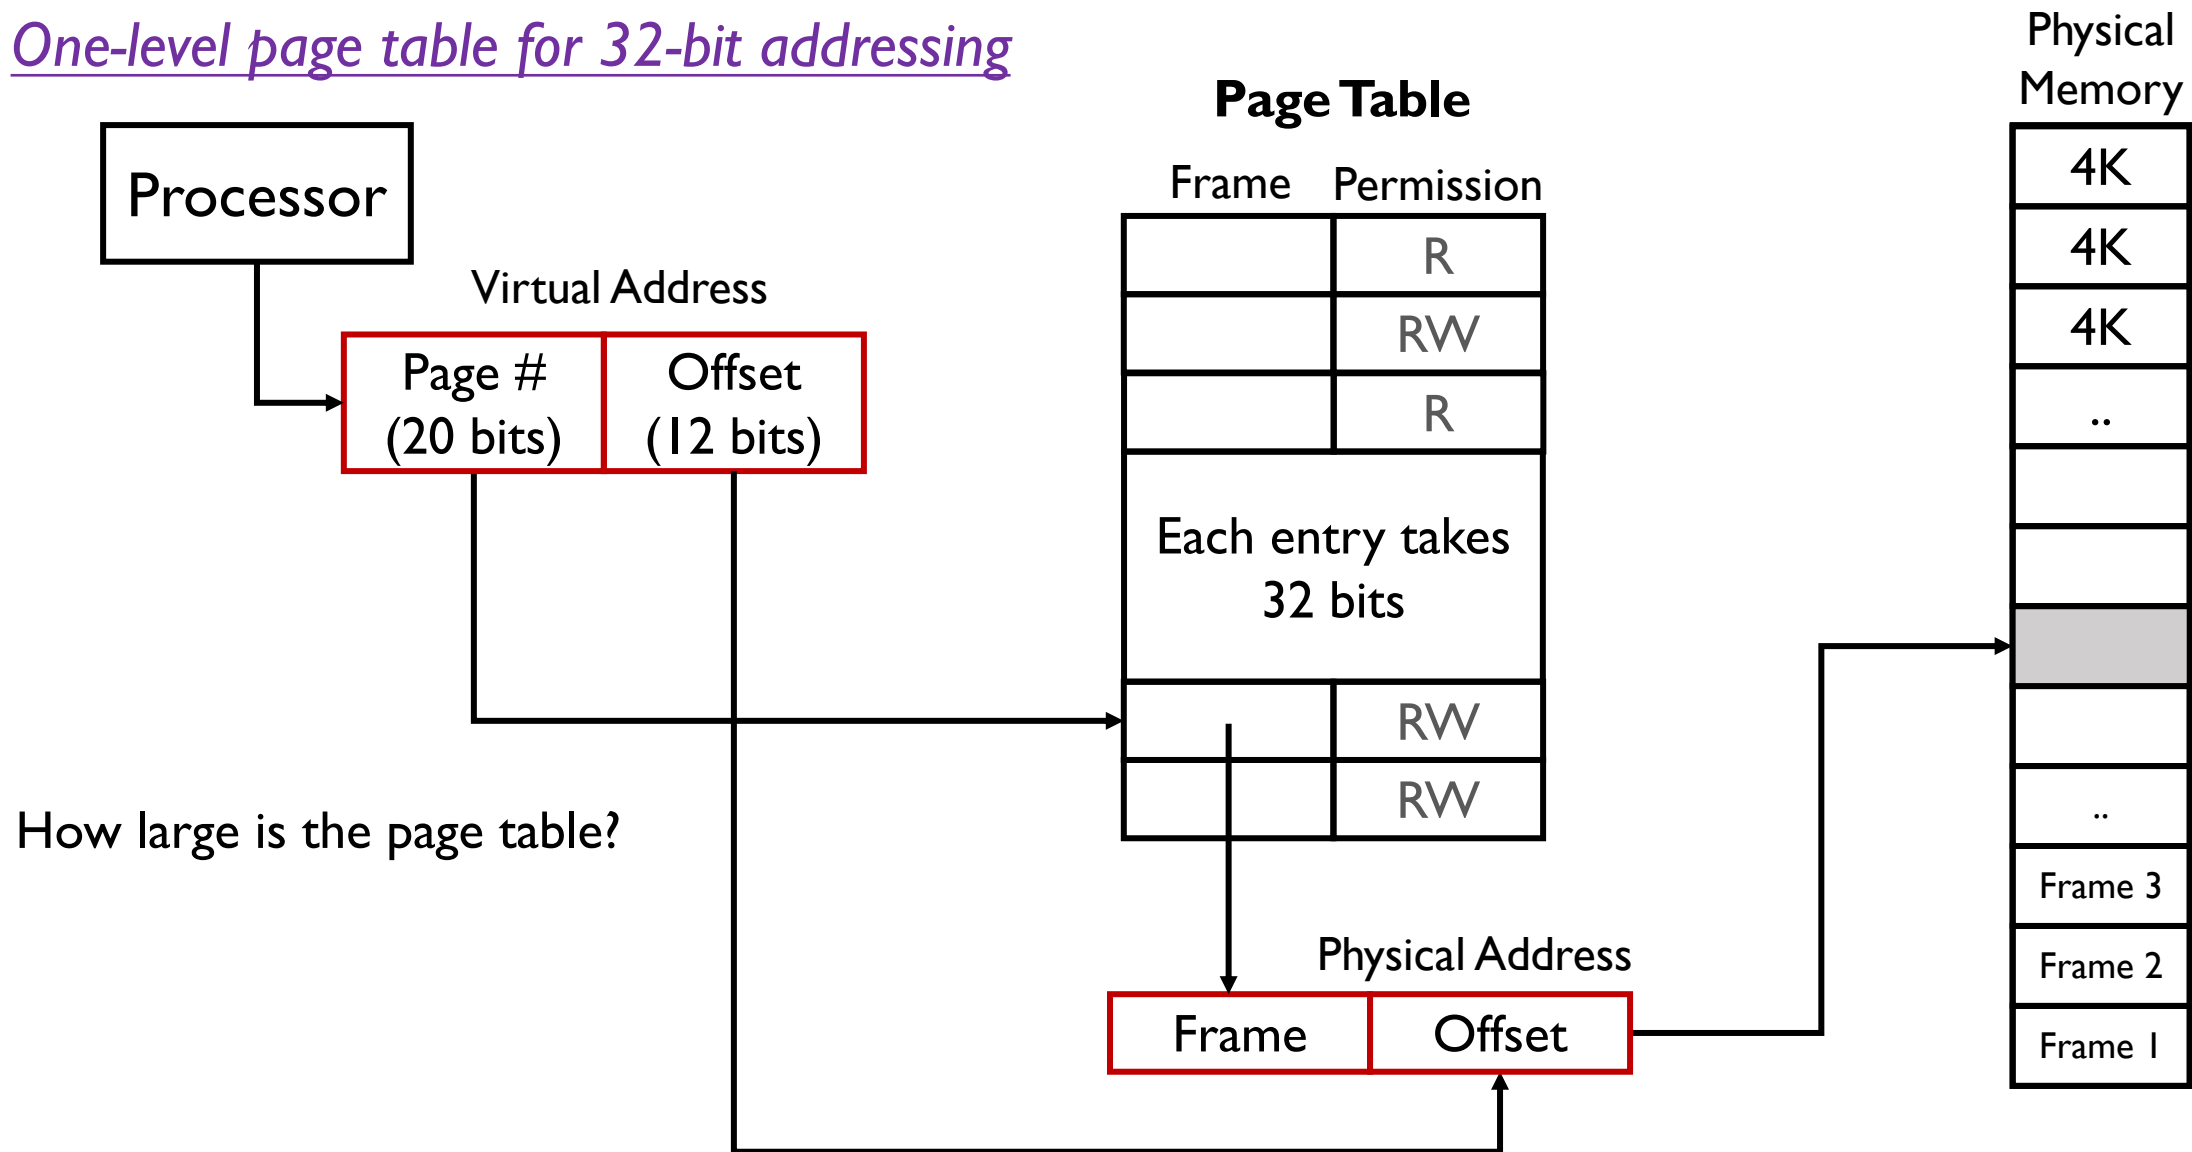 One-level page table for 32-bit addressing
Processor
Virtual Address
Page #
(20 bits)
Offset
(12 bits)
How large is the page table?
Page Table
Frame
Permission
R
RW
R
Each entry takes
32 bits
RW
RW
Physical Address
Frame
Offset
Physical
Memory
4K
4K
4K
..
..
Frame 3
Frame 2
Frame 1